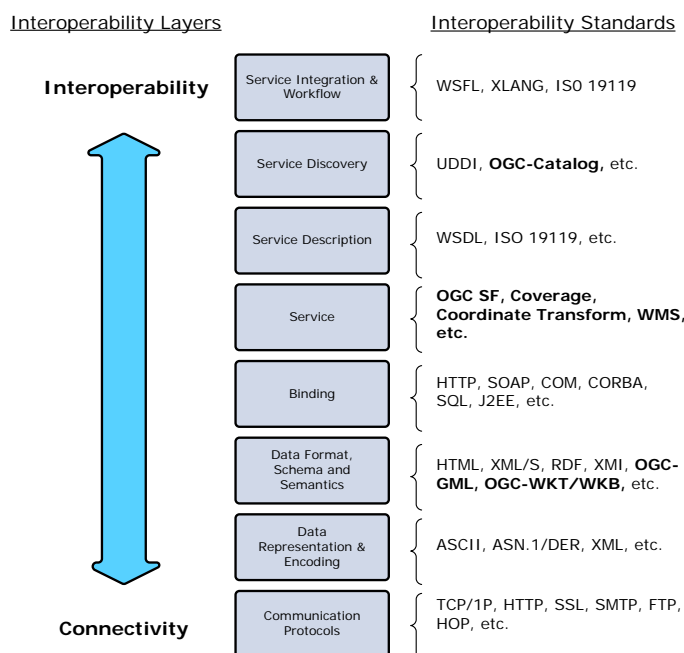 Interoperability Layers
Interoperability Standards
Interoperability
Service Integration &
Workflow
WSFL, XLANG, IS0 19119
Service Discovery
UDDI, OGC-Catalog, etc.
Service Description
WSDL, ISO 19119, etc.
Service
OGC SF, Coverage,
Coordinate Transform, WMS,
etc.
Binding
HTTP, SOAP, COM, CORBA,
SQL, J2EE, etc.
Data Format,
Schema and
Semantics
HTML, XML/S, RDF, XMI, OGC-
GML, OGC-WKT/WKB, etc.
Data
Representation &
Encoding
ASCII, ASN.1/DER, XML, etc.
Connectivity
Communication
Protocols
TCP/1P, HTTP, SSL, SMTP, FTP,
HOP, etc.